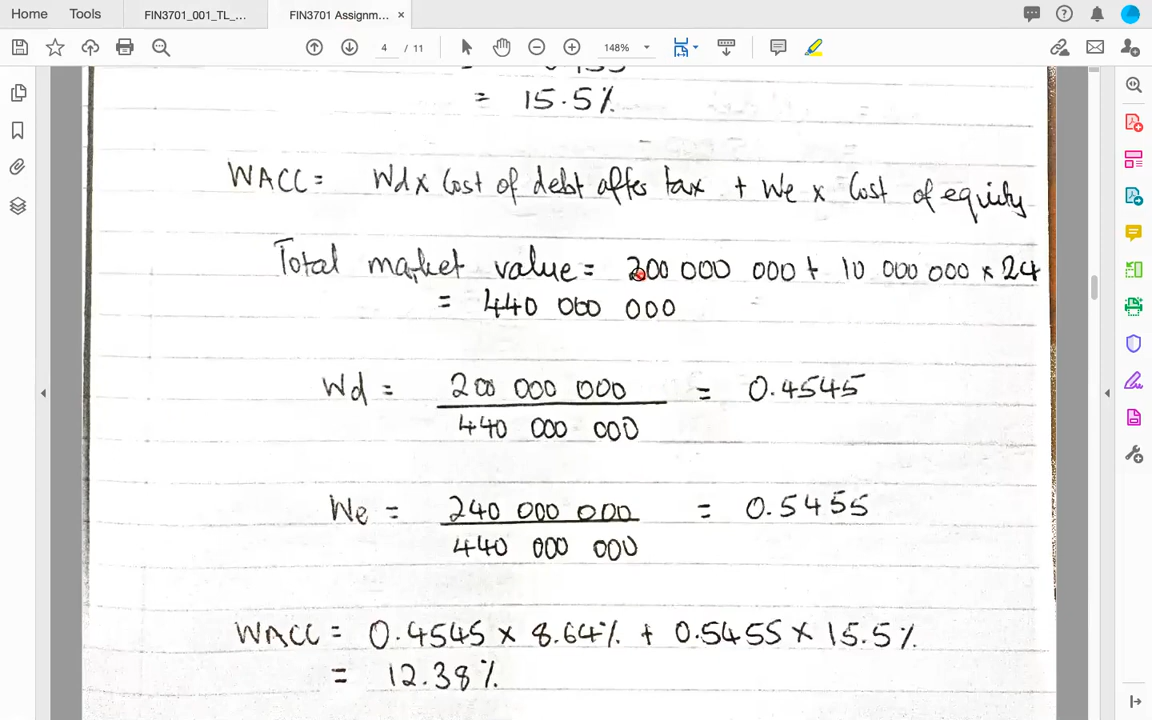 Home Tools FIN3701_001_TL_... FIN3701 Assignm... ×
4 / 11 148%
= 15.5%
WACC = Wd x Cost of debt after tax + We x Cost of equity
Total market value = 200 000 000 + 10 000 000 x 24
= 440 000 000
Wd = 200 000 000 = 0.4545
440 000 000
We = 240 000 000 = 0.5455
440 000 000
WACC = 0.4545 x 8.64% + 0.5455 x 15.5%
= 12.38%